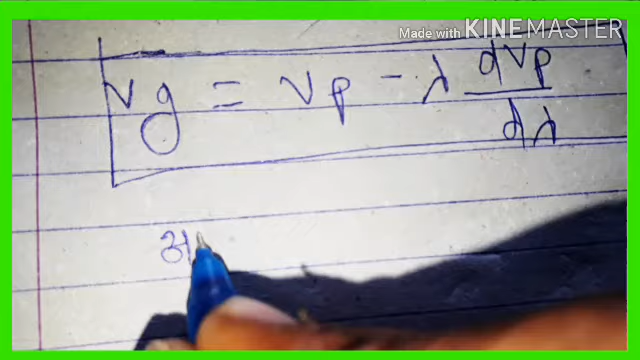 Made with KINEMASTER
vg = vp - λ dvp/dλ